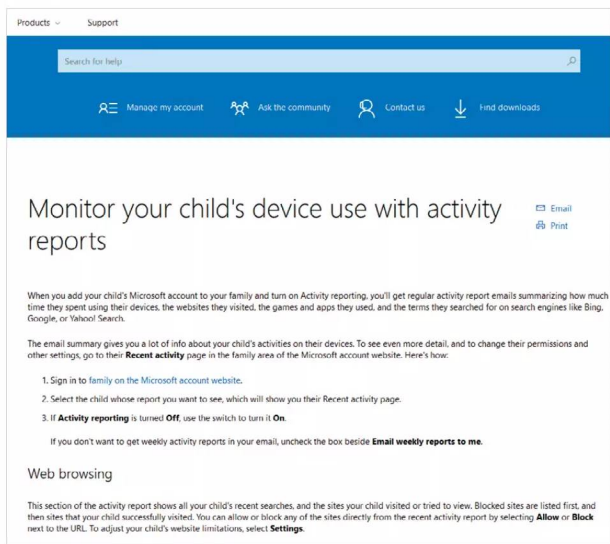 Products
Support
Search for help
Manage my account
Ask the community
Contact us
Find downloads
Monitor your child's device use with activity
reports
Email
Print
When you add your child's Microsoft account to your family and turn on Activity reporting, you'll get regular activity report emails summarizing how much
time they spent using their devices, the websites they visited, the games and apps they used, and the terms they searched for on search engines like Bing,
Google, or Yahoo! Search.
The email summary gives you a lot of info about your child's activities on their devices. To see even more detail, and to change their permissions and
other settings, go to their Recent activity page in the family area of the Microsoft account website. Here's how:
1. Sign in to family on the Microsoft account website.
2. Select the child whose report you want to see, which will show you their Recent activity page.
3. If Activity reporting is turned Off, use the switch to turn it On.
If you don't want to get weekly activity reports in your email, uncheck the box beside Email weekly reports to me.
Web browsing
This section of the activity report shows all your child's recent searches, and the sites your child visited or tried to view. Blocked sites are listed first, and
then sites that your child successfully visited. You can allow or block any of the sites directly from the recent activity report by selecting Allow or Block
next to the URL. To adjust your child's website limitations, select Settings.